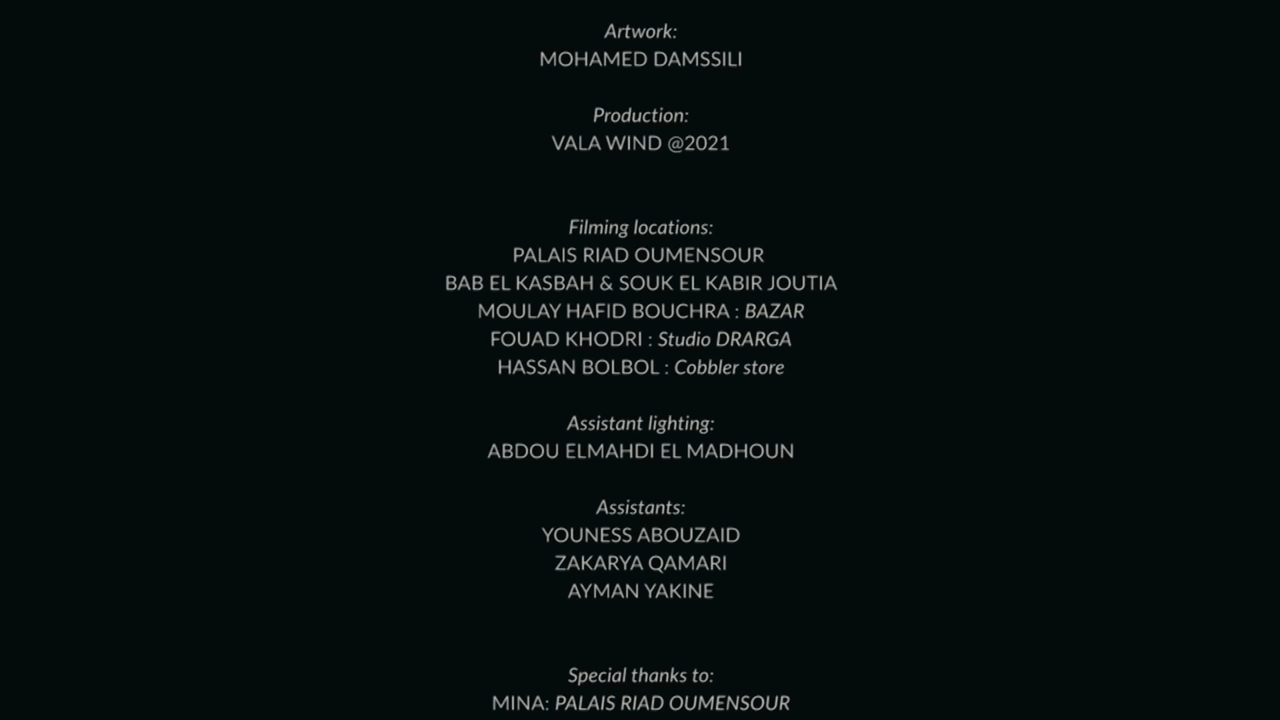 Artwork:
MOHAMED DAMSSILI
Production:
VALA WIND @2021
Filming locations:
PALAIS RIAD OUMENSOUR
BAB EL KASBAH & SOUK EL KABIR JOUTIA
MOULAY HAFID BOUCHRA : BAZAR
FOUAD KHODRI : Studio DRARGA
HASSAN BOLBOL : Cobbler store
Assistant lighting:
ABDOU ELMAHDI EL MADHOUN
Assistants:
YOUNESS ABOUZAID
ZAKARYA QAMARI
AYMAN YAKINE
Special thanks to:
MINA: PALAIS RIAD OUMENSOUR